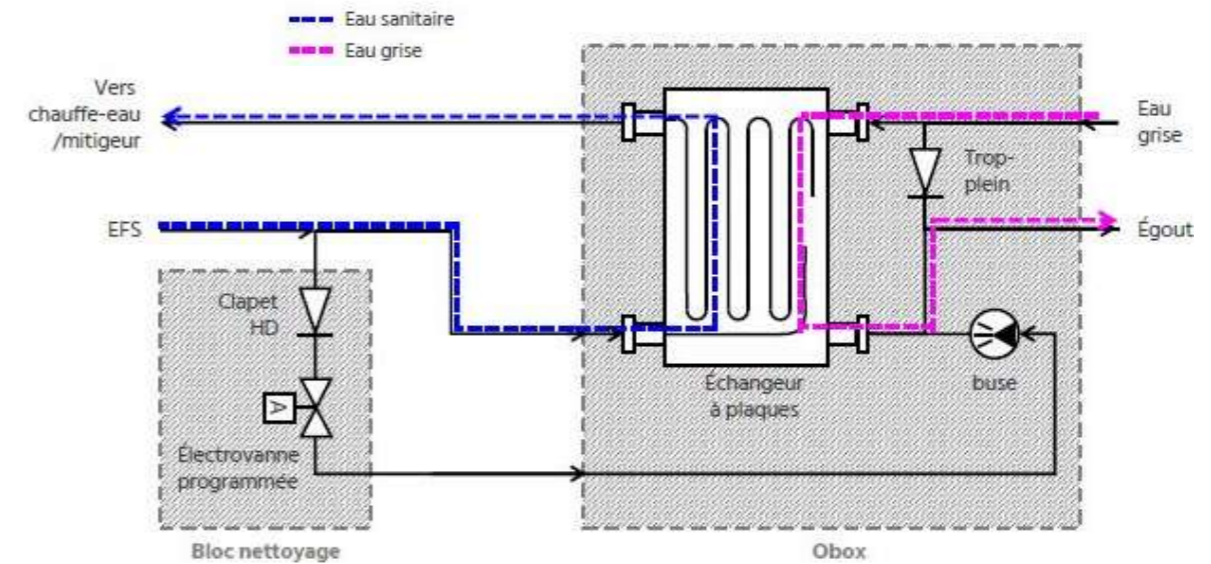 Eau sanitaire
Eau grise
Vers
chauffe-eau
/mitigeur
Eau
grise
Trop-
plein
EFS
Égout
Clapet
HD
A
Échangeur
à plaques
buse
Électrovanne
programmée
Bloc nettoyage
Obox